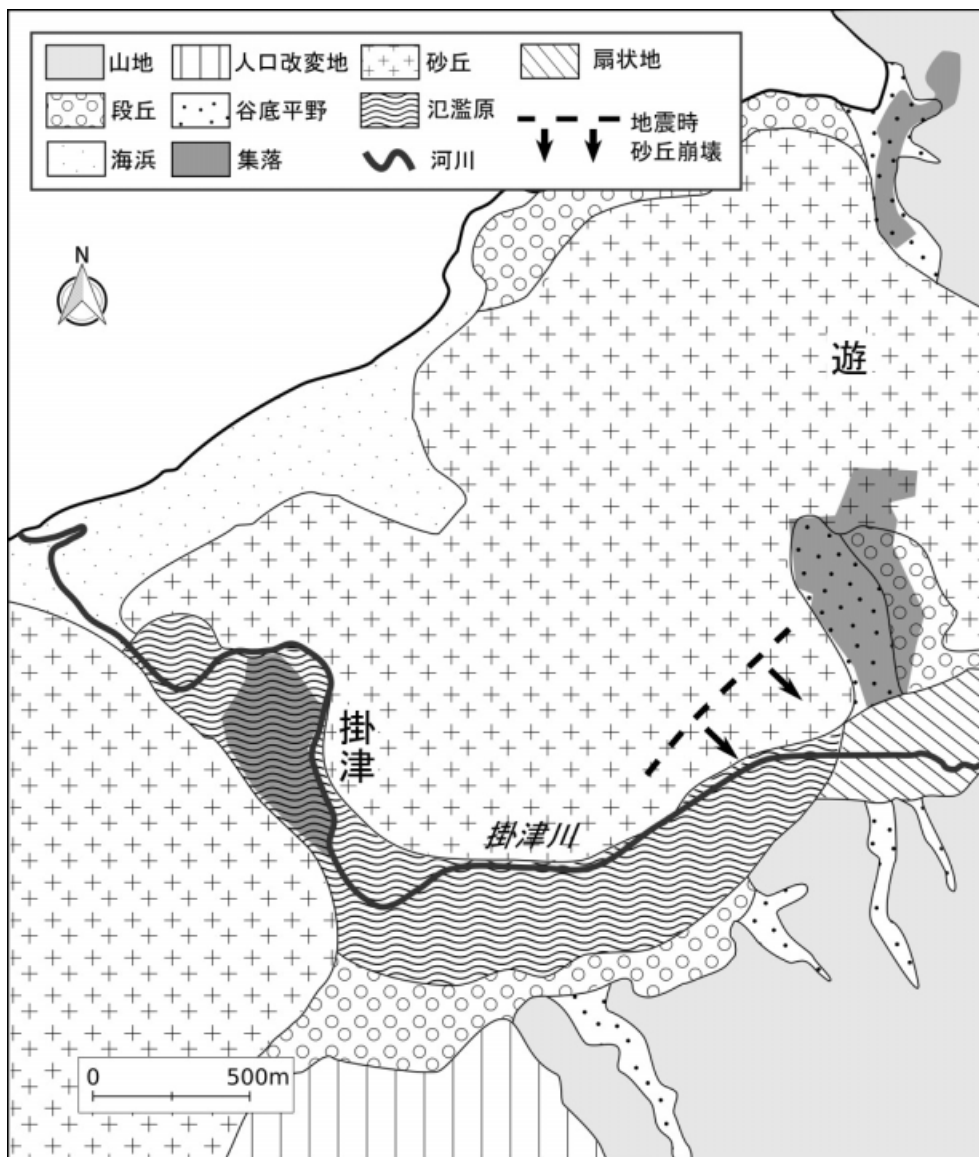 山地 人口改変地 砂丘 扇状地
段丘 谷底平野 氾濫原 地震時
砂丘崩壊
海浜 集落 河川
N
遊
掛津
掛津川
0 500m